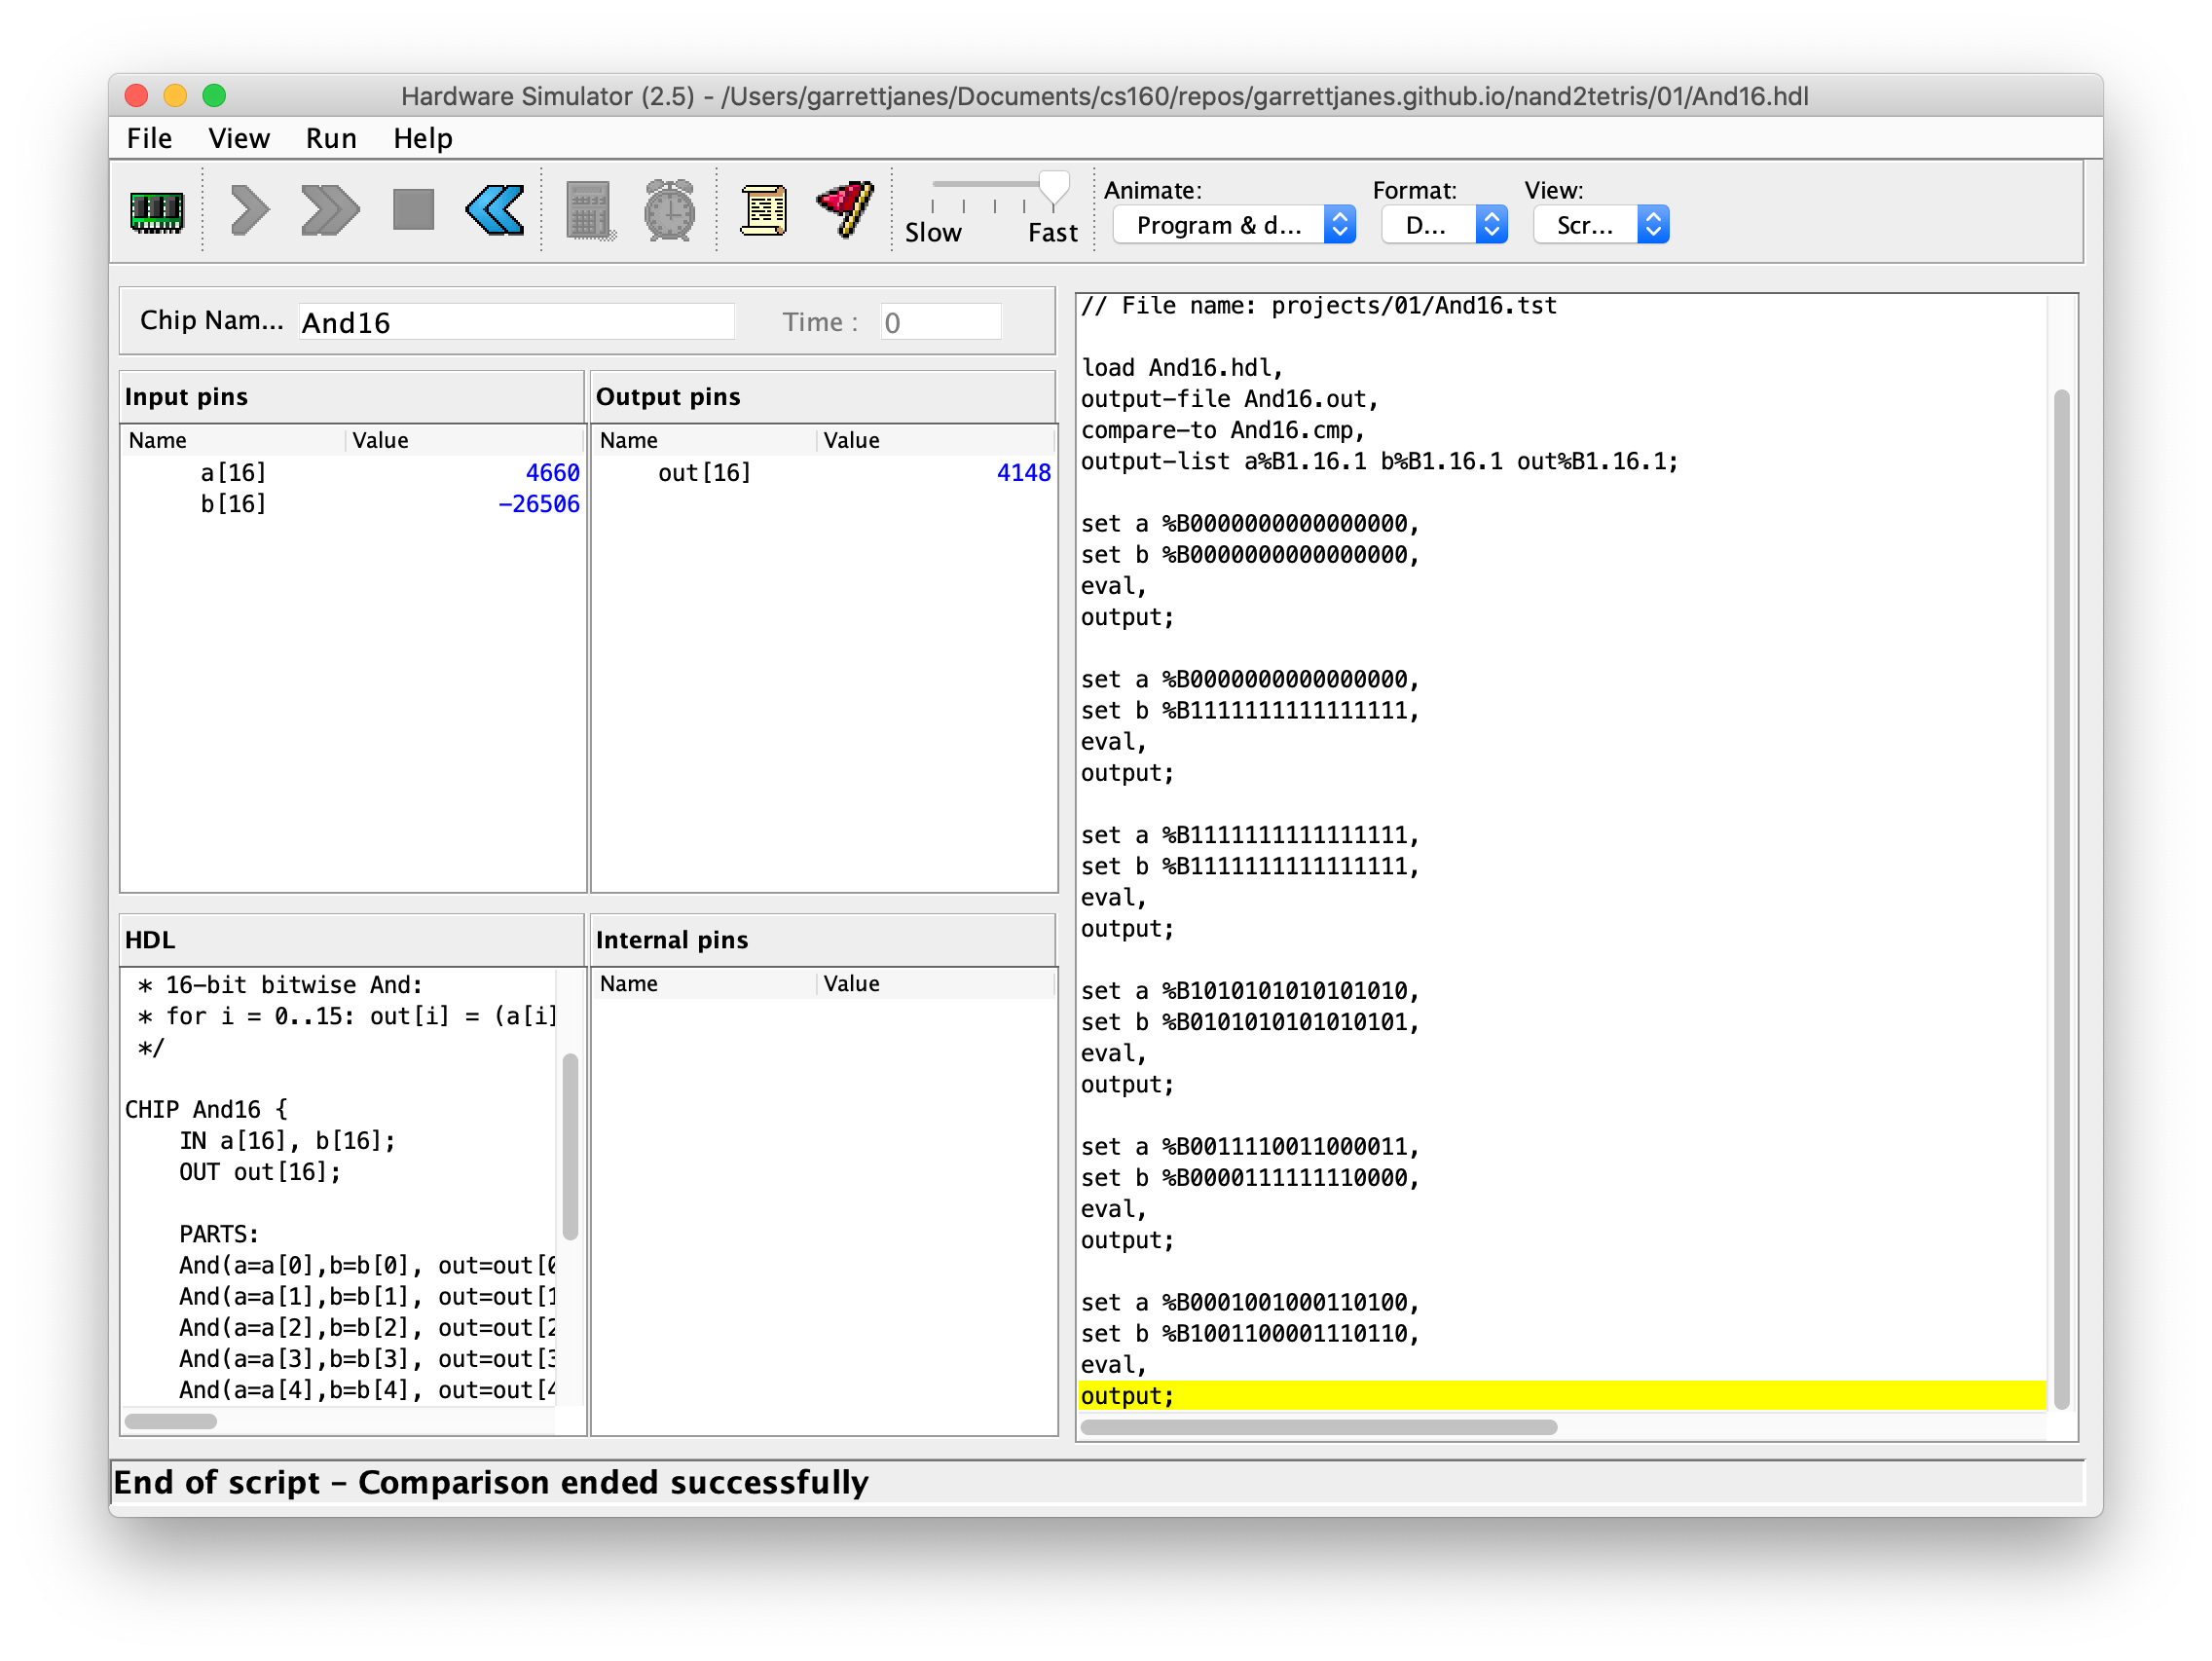 Hardware Simulator (2.5) - /Users/garrettjanes/Documents/cs160/repos/garrettjanes.github.io/nand2tetris/01/And16.hdl
File View Run Help
Slow Fast
Animate: Format: View:
Program & d... D... Scr...
Chip Nam... And16 Time : 0
Input pins
Name Value
a[16] 4660
b[16] -26506
Output pins
Name Value
out[16] 4148
HDL
* 16-bit bitwise And:
* for i = 0..15: out[i] = (a[i]
*/
CHIP And16 {
IN a[16], b[16];
OUT out[16];
PARTS:
And(a=a[0],b=b[0], out=out[0
And(a=a[1],b=b[1], out=out[1
And(a=a[2],b=b[2], out=out[2
And(a=a[3],b=b[3], out=out[3
And(a=a[4],b=b[4], out=out[4
Internal pins
Name Value
// File name: projects/01/And16.tst
load And16.hdl,
output-file And16.out,
compare-to And16.cmp,
output-list a%B1.16.1 b%B1.16.1 out%B1.16.1;
set a %B0000000000000000,
set b %B0000000000000000,
eval,
output;
set a %B0000000000000000,
set b %B1111111111111111,
eval,
output;
set a %B1111111111111111,
set b %B1111111111111111,
eval,
output;
set a %B1010101010101010,
set b %B0101010101010101,
eval,
output;
set a %B0011110011000011,
set b %B0000111111110000,
eval,
output;
set a %B0001001000110100,
set b %B1001100001110110,
eval,
output;
End of script - Comparison ended successfully